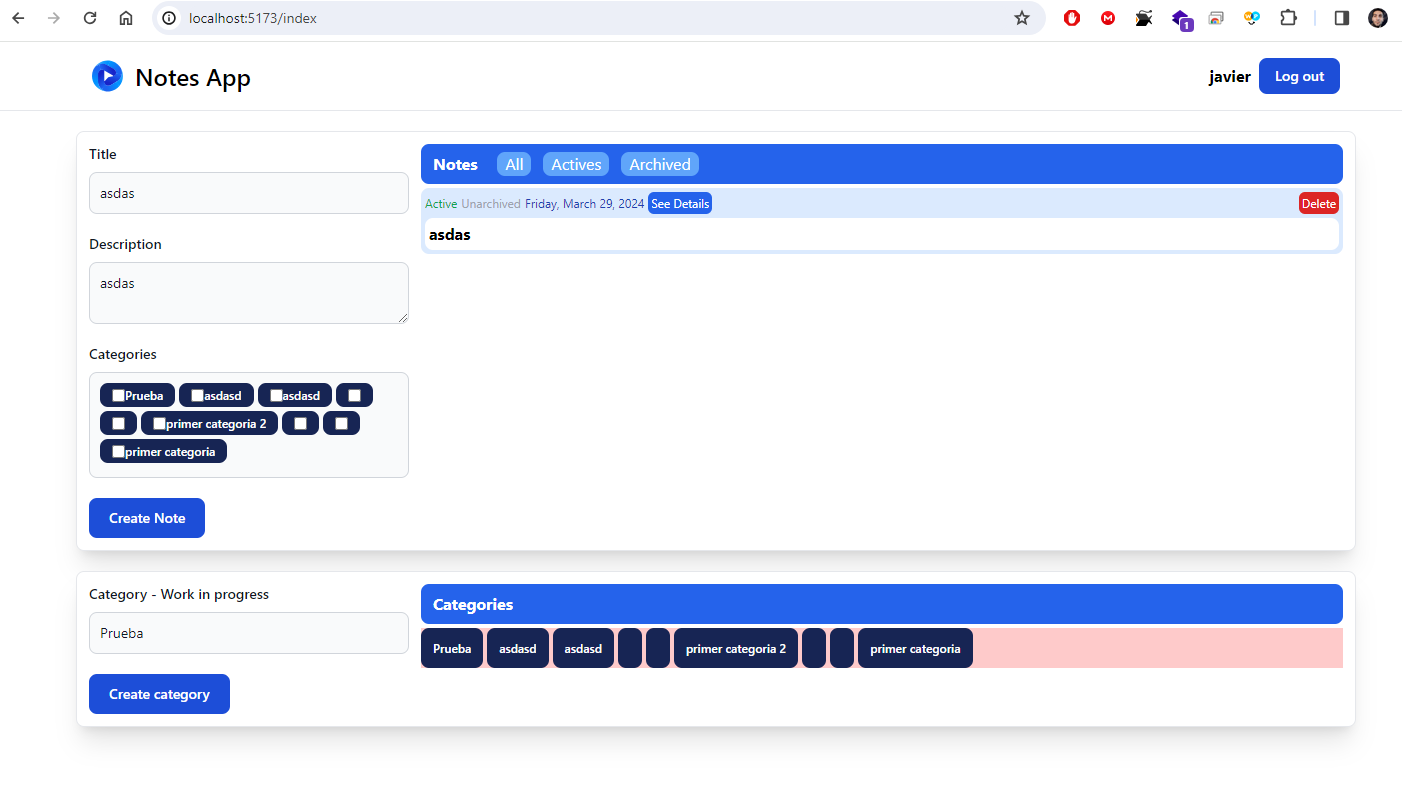 localhost:5173/index
1
Notes App
javier Log out
Title
asdas
Description
asdas
Categories
Prueba asdasd asdasd
primer categoria 2
primer categoria
Create Note
Notes All Actives Archived
Active Unarchived Friday, March 29, 2024 See Details Delete
asdas
Category - Work in progress
Prueba
Create category
Categories
Prueba asdasd asdasd primer categoria 2 primer categoria